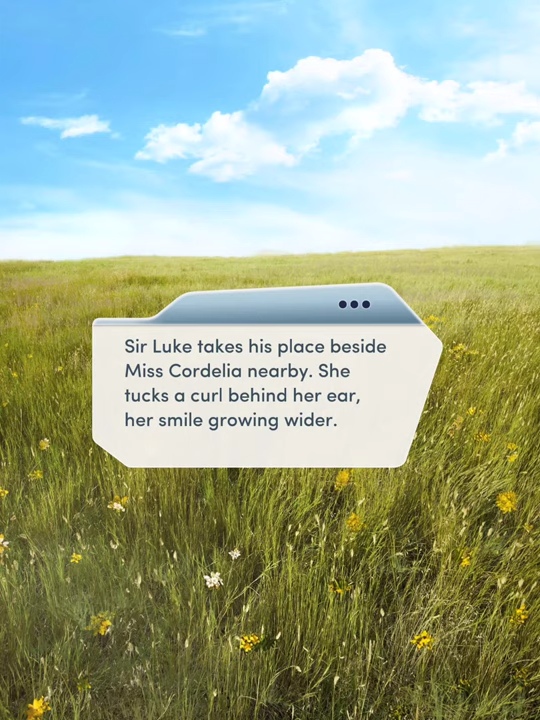 Sir Luke takes his place beside
Miss Cordelia nearby. She
tucks a curl behind her ear,
her smile growing wider.